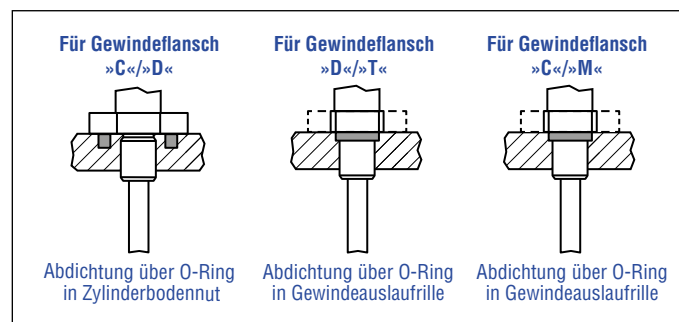 Für Gewindeflansch
»C«/»D«
Abdichtung über O-Ring
in Zylinderbodennut
Für Gewindeflansch
»D«/»T«
Abdichtung über O-Ring
in Gewindeauslaufrille
Für Gewindeflansch
»C«/»M«
Abdichtung über O-Ring
in Gewindeauslaufrille